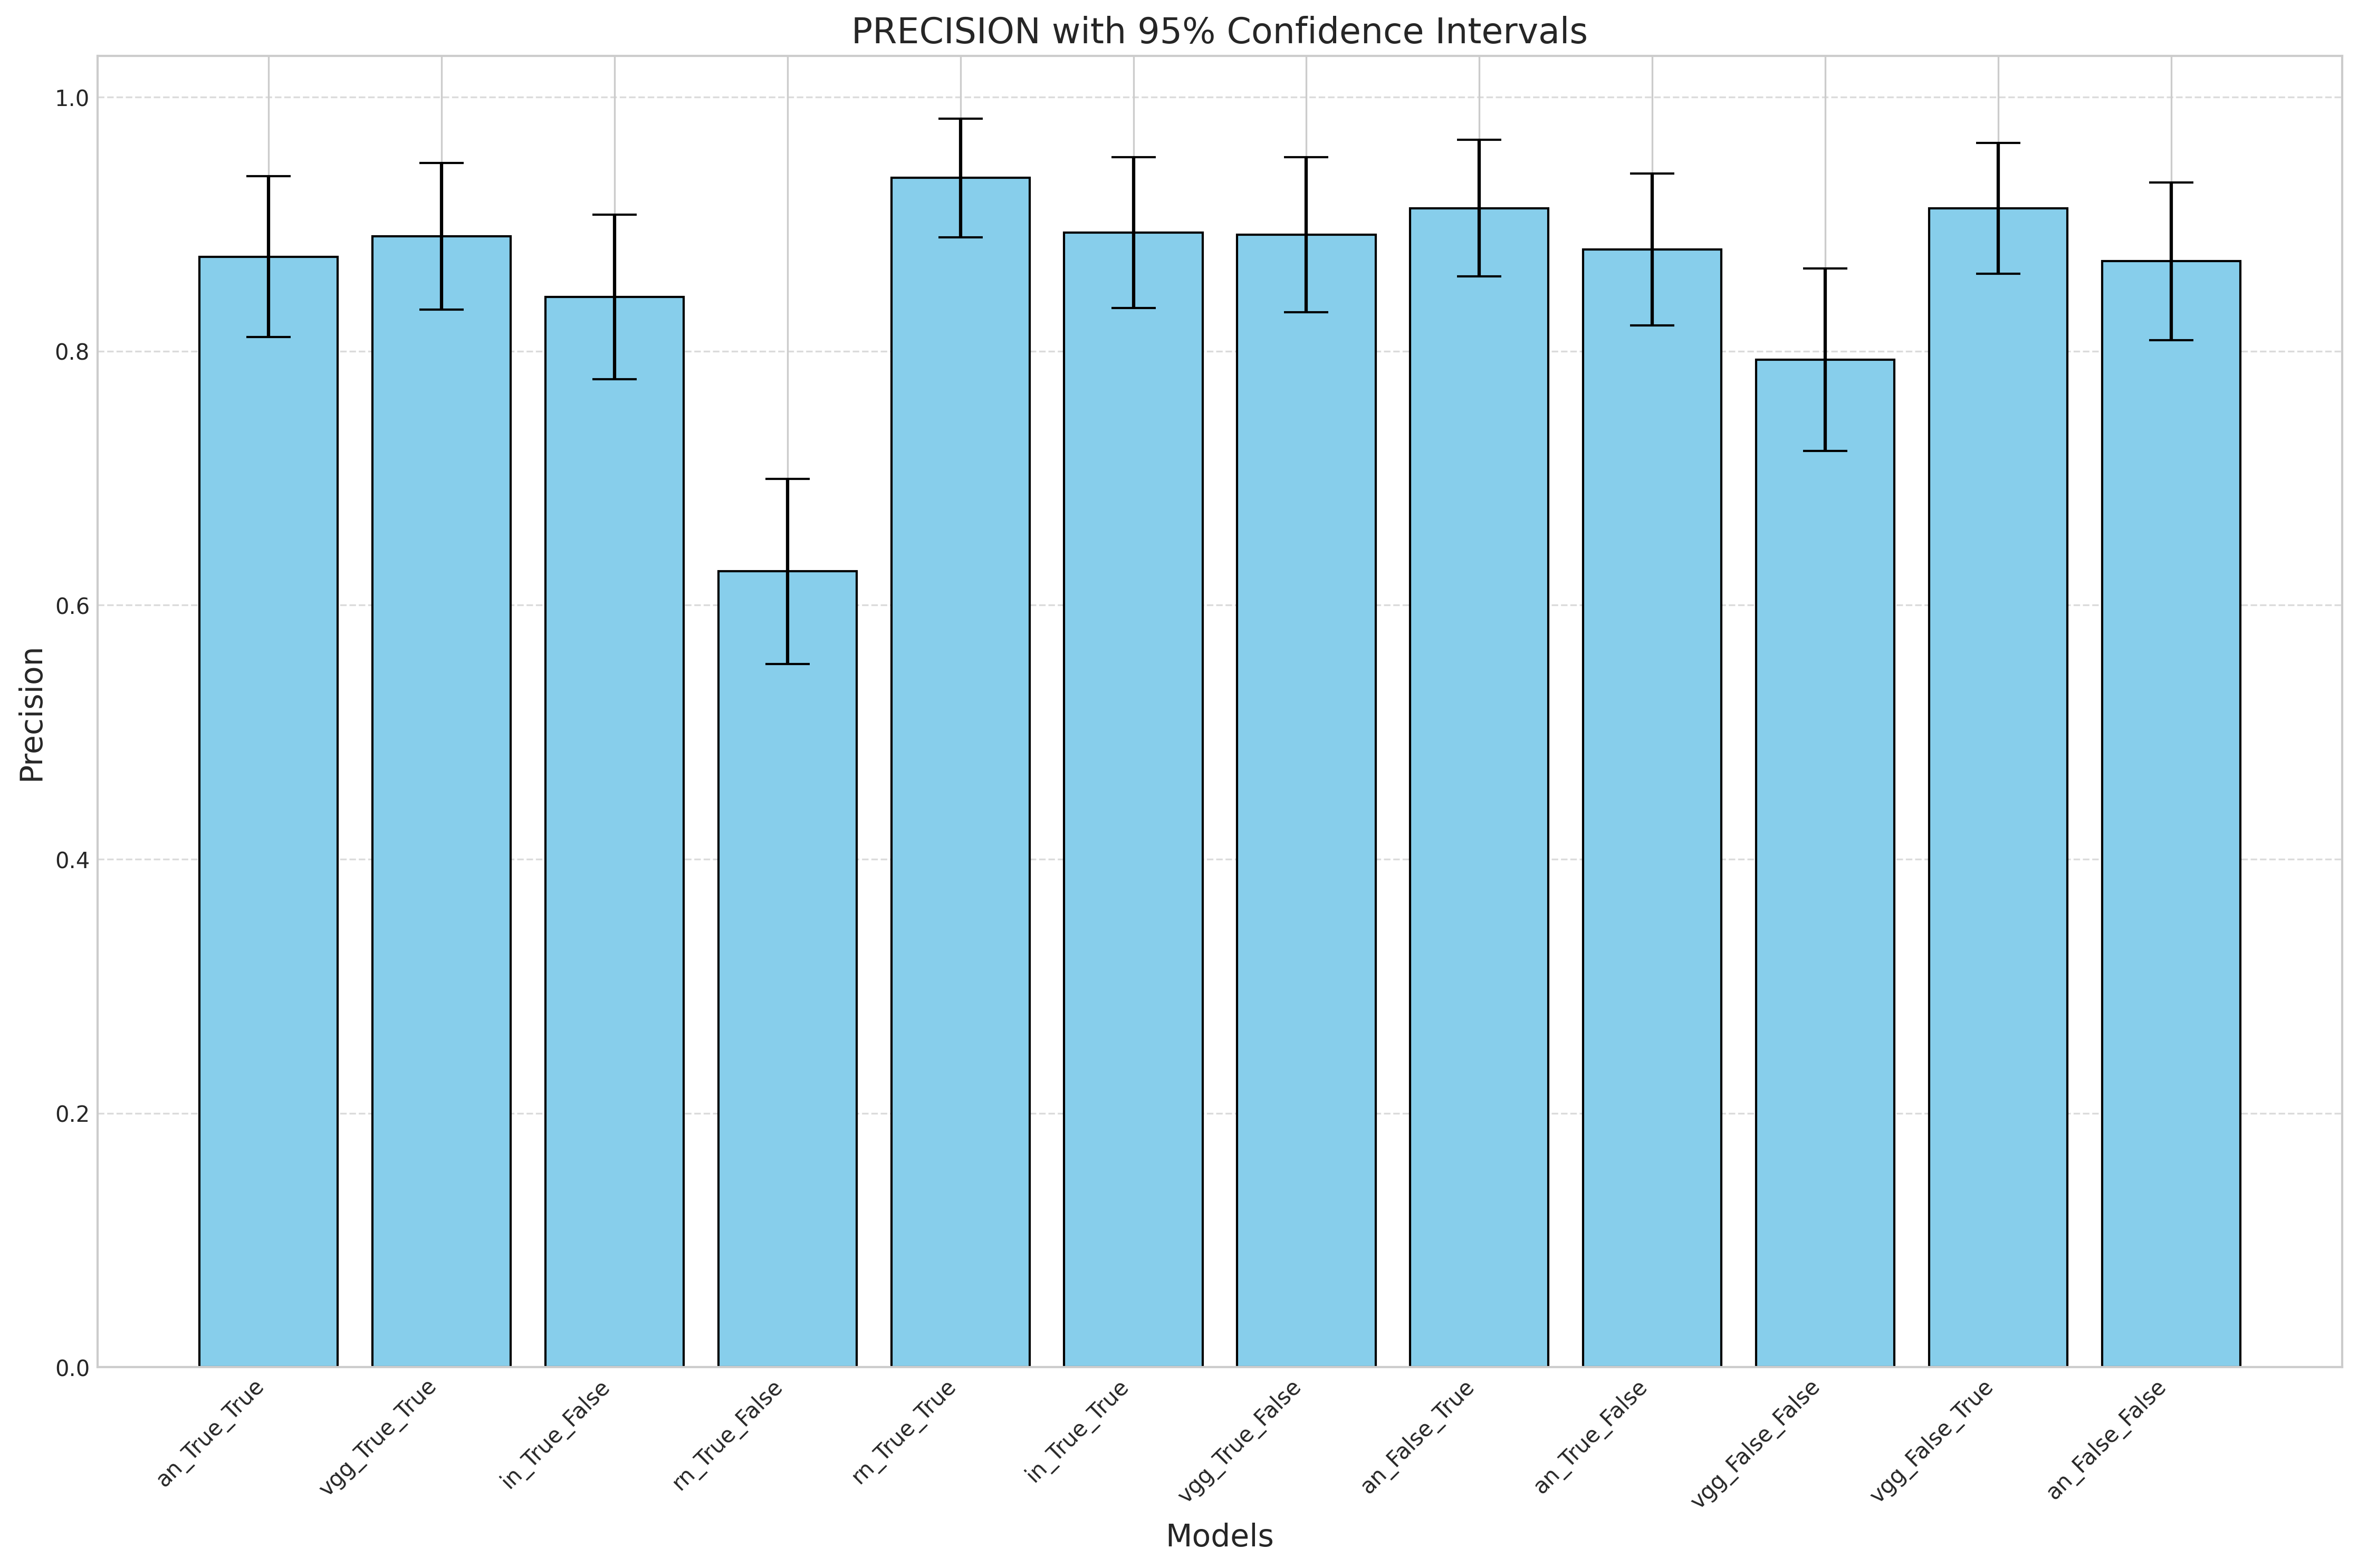 PRECISION with 95% Confidence Intervals
Precision
1.0
0.8
0.6
0.4
0.2
0.0
an_True_True
vgg_True_True
in_True_False
rn_True_False
rn_True_True
in_True_True
vgg_True_False
an_False_True
an_True_False
vgg_False_False
vgg_False_True
an_False_False
Models